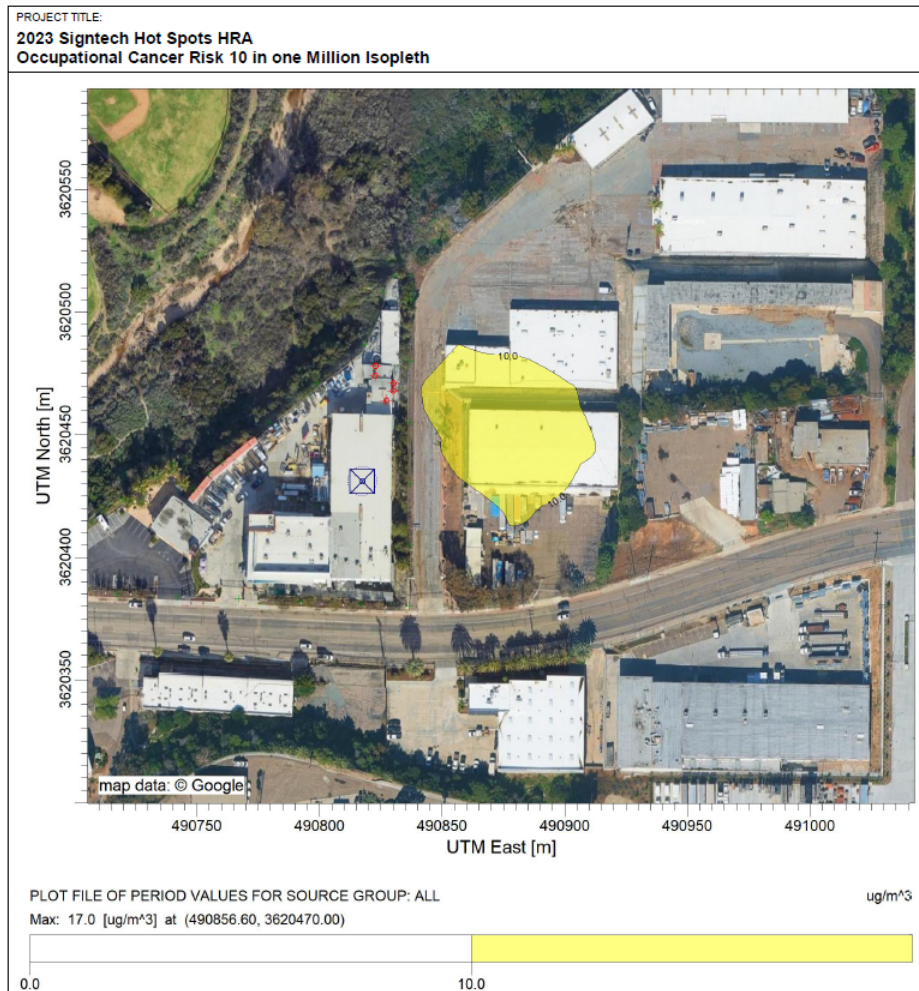 PROJECT TITLE:
2023 Signtech Hot Spots HRA
Occupational Cancer Risk 10 in one Million Isopleth
3620550
3620500
3620450
3620400
3620350
UTM North [m]
10.0
10.0
map data: © Google
490750 490800 490850 490900 490950 491000
UTM East [m]
PLOT FILE OF PERIOD VALUES FOR SOURCE GROUP: ALL ug/m^3
Max: 17.0 [ug/m^3] at (490856.60, 3620470.00)
0.0 10.0